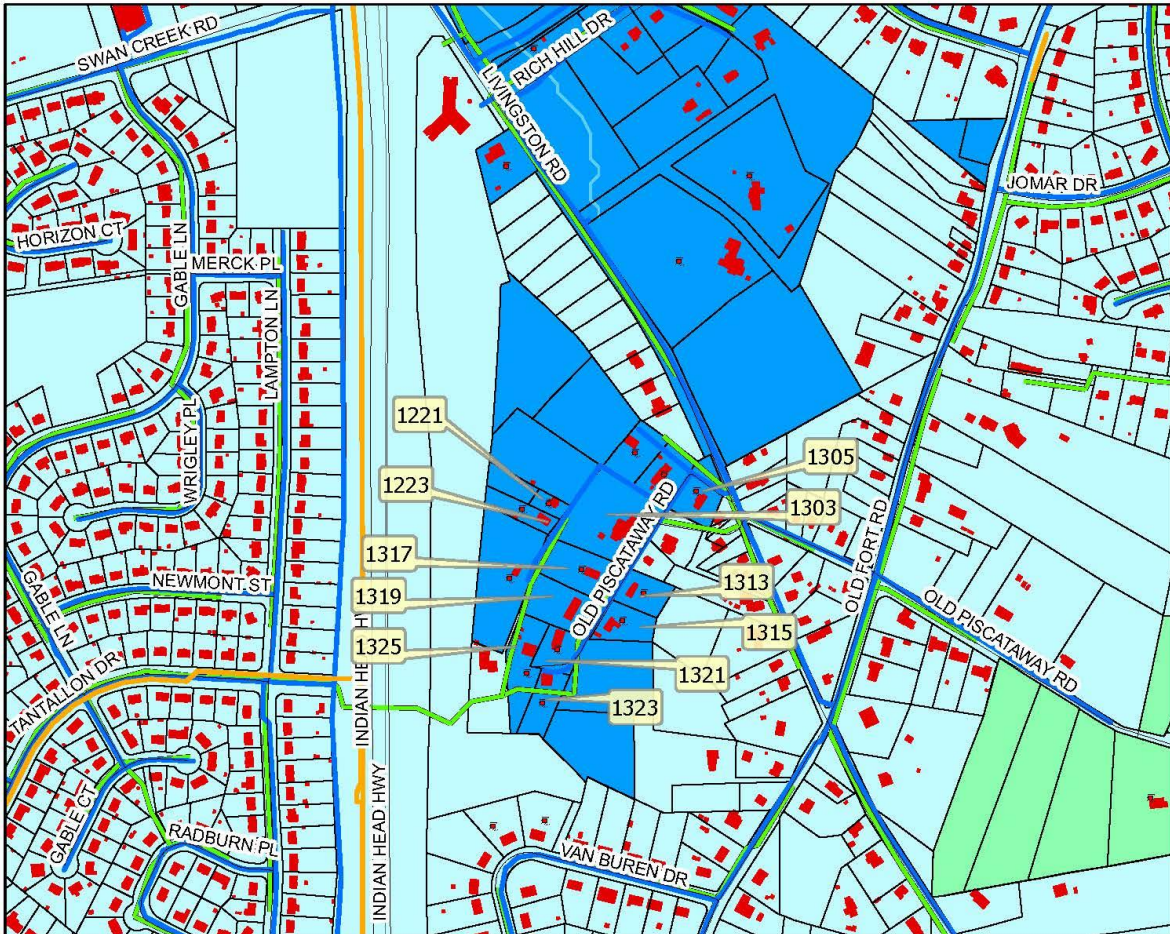 SWAN CREEK RD
RICH HILL DR
LIVINGSTON RD
JOMAR DR
HORIZON CT
GABLE LN
MERCK PL
LAMPTON LN
WRIGLEY PL
1221
1223
1305
1303
1317
1319
1313
1315
1325
1321
1323
OLD PISCATAWAY RD
OLD FORT RD
OLD PISCATAWAY RD
NEWMONT ST
GABLE LN
TANTALLON DR
INDIAN HEAD HWY
GABLE CT
RADBURN PL
VAN BUREN DR